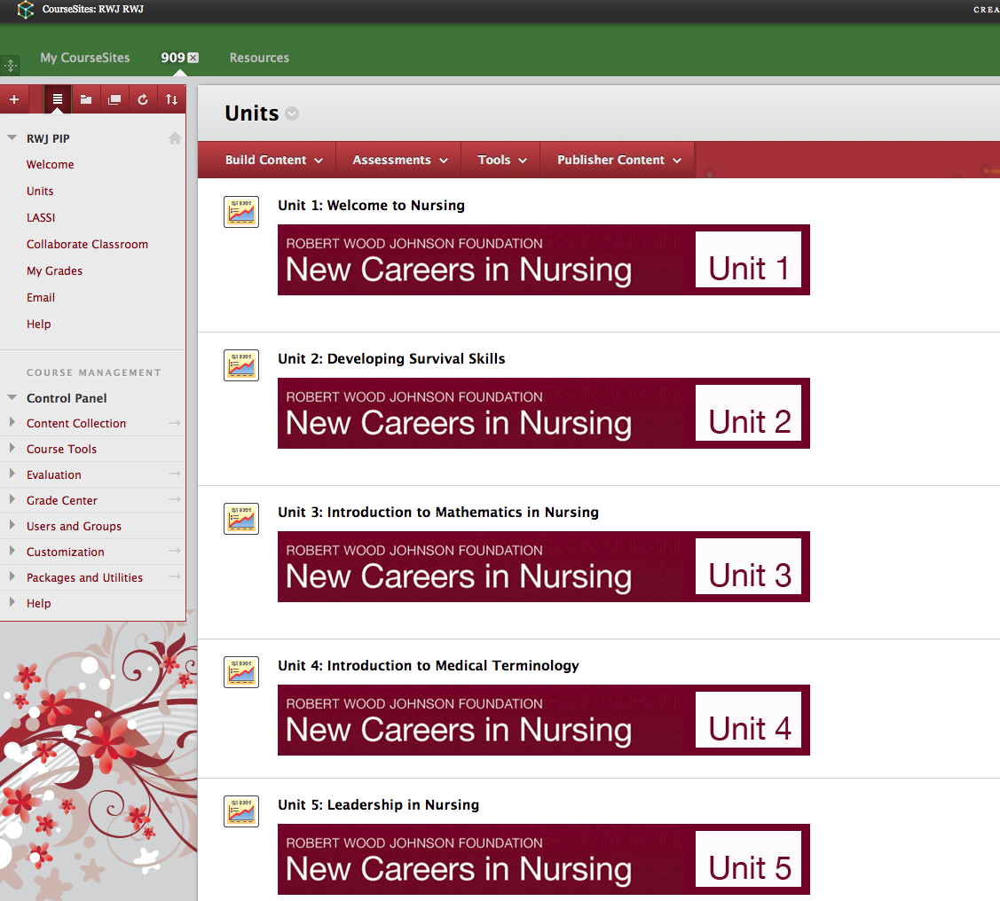 CourseSites: RWJ RWJ
CREA
My CourseSites
909
Resources
RWJ PIP
Welcome
Units
LASSI
Collaborate Classroom
My Grades
Email
Help
COURSE MANAGEMENT
Control Panel
Content Collection
Course Tools
Evaluation
Grade Center
Users and Groups
Customization
Packages and Utilities
Help
Units
Build Content
Assessments
Tools
Publisher Content
Unit 1: Welcome to Nursing
ROBERT WOOD JOHNSON FOUNDATION
New Careers in Nursing
Unit 1
Unit 2: Developing Survival Skills
ROBERT WOOD JOHNSON FOUNDATION
New Careers in Nursing
Unit 2
Unit 3: Introduction to Mathematics in Nursing
ROBERT WOOD JOHNSON FOUNDATION
New Careers in Nursing
Unit 3
Unit 4: Introduction to Medical Terminology
ROBERT WOOD JOHNSON FOUNDATION
New Careers in Nursing
Unit 4
Unit 5: Leadership in Nursing
ROBERT WOOD JOHNSON FOUNDATION
New Careers in Nursing
Unit 5